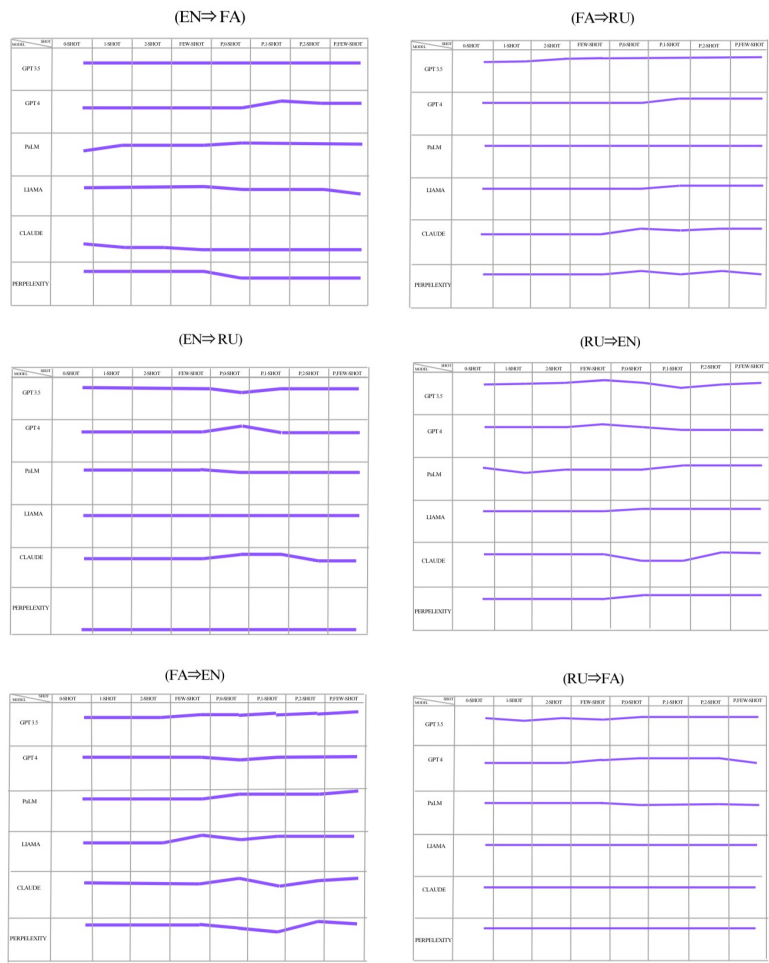 (EN⇒FA)
MODEL SHOT 0-SHOT 1-SHOT 2-SHOT FEW-SHOT P,0-SHOT P,1-SHOT P,2-SHOT P,FEW-SHOT
GPT 3.5
GPT 4
PaLM
LIAMA
CLAUDE
PERPELEXITY
(FA⇒RU)
MODEL SHOT 0-SHOT 1-SHOT 2-SHOT FEW-SHOT P,0-SHOT P,1-SHOT P,2-SHOT P,FEW-SHOT
GPT 3.5
GPT 4
PaLM
LIAMA
CLAUDE
PERPELEXITY
(EN⇒RU)
MODEL SHOT 0-SHOT 1-SHOT 2-SHOT FEW-SHOT P,0-SHOT P,1-SHOT P,2-SHOT P,FEW-SHOT
GPT 3.5
GPT 4
PaLM
LIAMA
CLAUDE
PERPELEXITY
(RU⇒EN)
MODEL SHOT 0-SHOT 1-SHOT 2-SHOT FEW-SHOT P,0-SHOT P,1-SHOT P,2-SHOT P,FEW-SHOT
GPT 3.5
GPT 4
PaLM
LIAMA
CLAUDE
PERPELEXITY
(FA⇒EN)
MODEL SHOT 0-SHOT 1-SHOT 2-SHOT FEW-SHOT P,0-SHOT P,1-SHOT P,2-SHOT P,FEW-SHOT
GPT 3.5
GPT 4
PaLM
LIAMA
CLAUDE
PERPELEXITY
(RU⇒FA)
MODEL SHOT 0-SHOT 1-SHOT 2-SHOT FEW-SHOT P,0-SHOT P,1-SHOT P,2-SHOT P,FEW-SHOT
GPT 3.5
GPT 4
PaLM
LIAMA
CLAUDE
PERPELEXITY